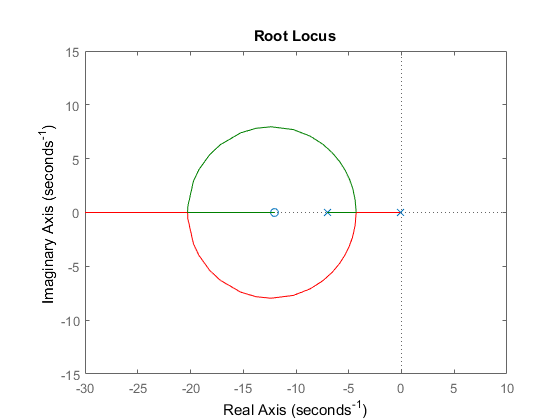 Root Locus
15
10
5
0
-5
-10
-15
Imaginary Axis (seconds⁻¹)
-30 -25 -20 -15 -10 -5 0 5 10
Real Axis (seconds⁻¹)